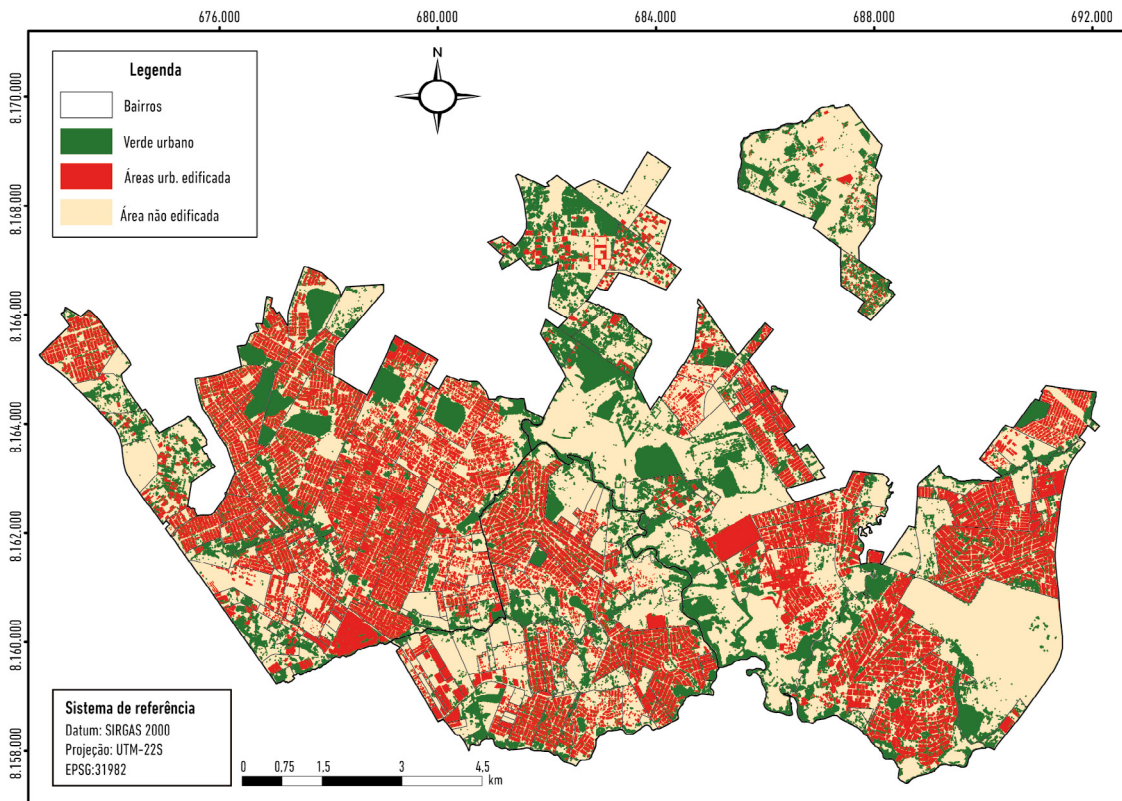 676.000 680.000 684.000 688.000 692.000
N
Legenda
Bairros
Verde urbano
Áreas urb. edificada
Área não edificada
8.170.000
8.168.000
8.166.000
8.164.000
8.162.000
8.160.000
8.158.000
Sistema de referência
Datum: SIRGAS 2000
Projeção: UTM-22S
EPSG:31982
0 0.75 1.5 3 4.5
km